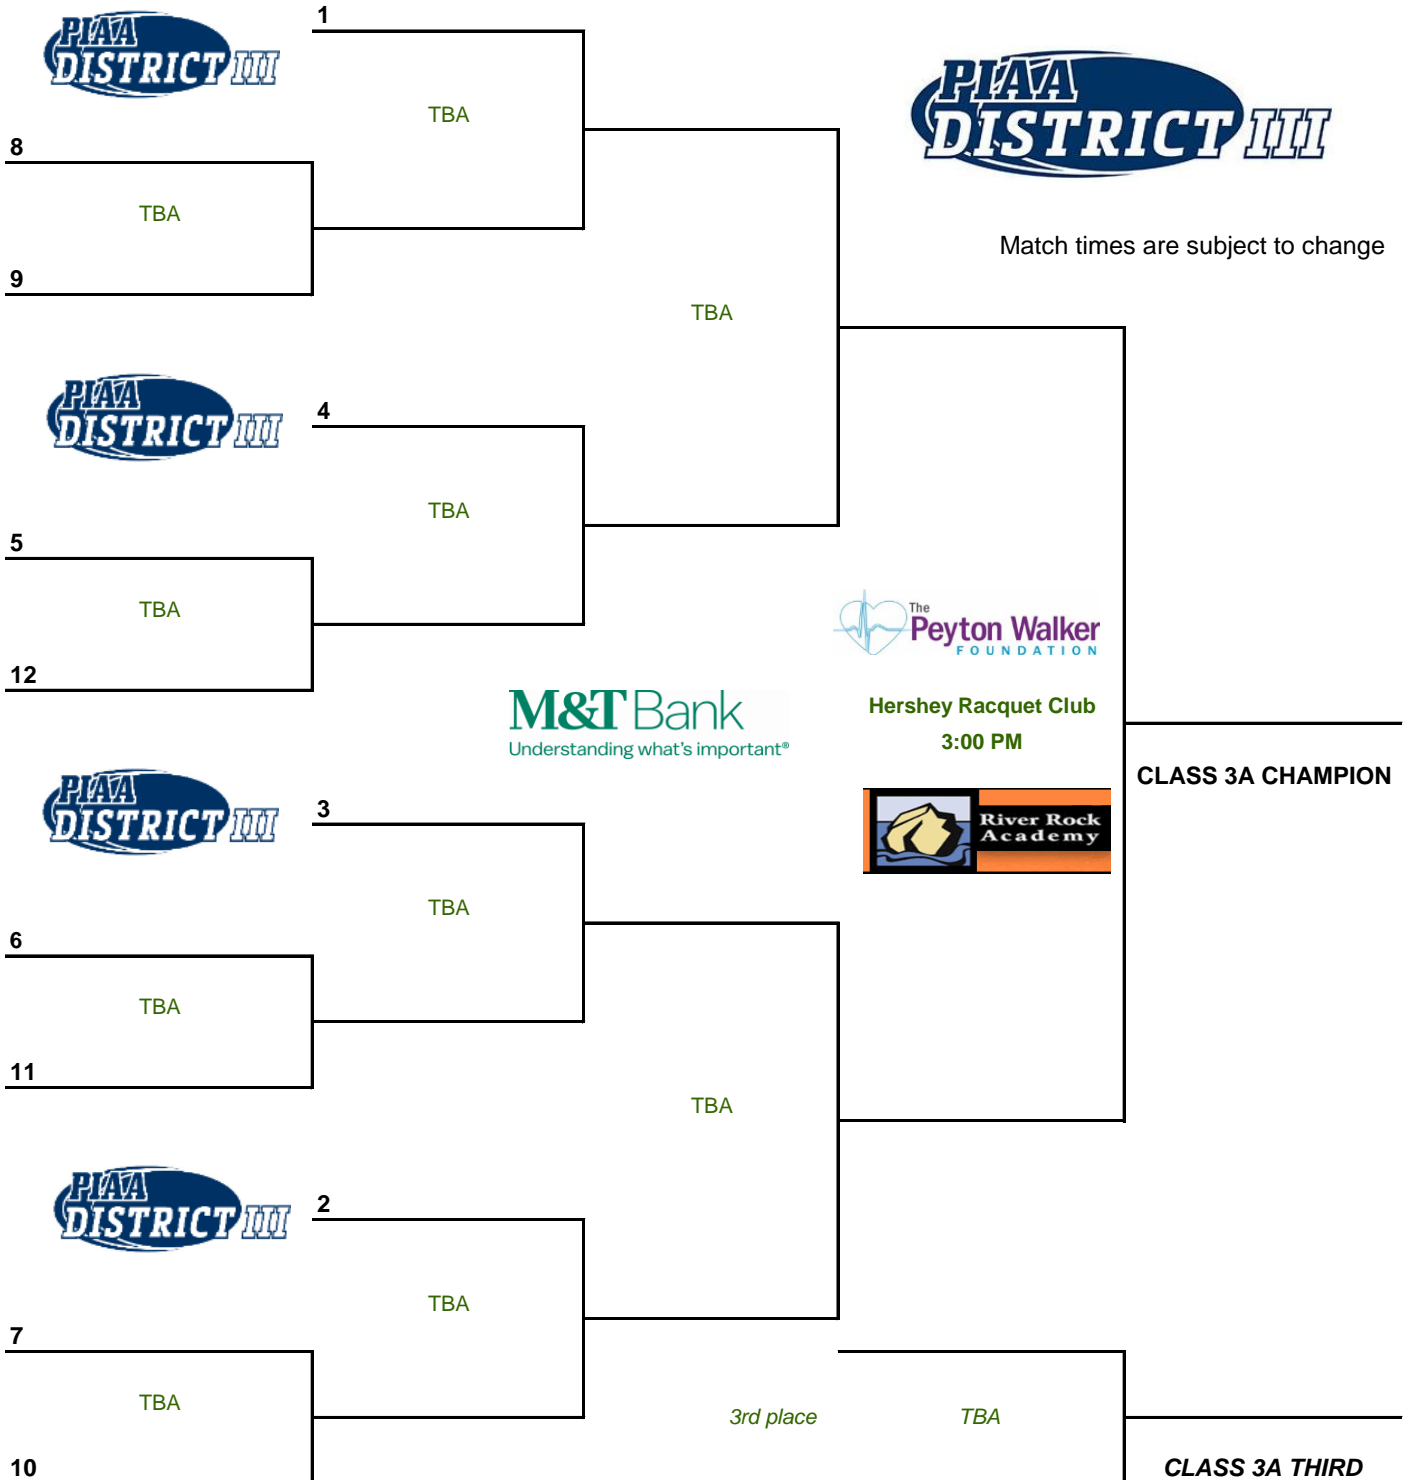 1
PIAA
DISTRICT III
PIAA
DISTRICT III
TBA
8
TBA
Match times are subject to change
9
TBA
PIAA
DISTRICT III
4
TBA
5
TBA
The
Peyton Walker
FOUNDATION
12
M&T Bank
Understanding what's important®
Hershey Racquet Club
3:00 PM
CLASS 3A CHAMPION
PIAA
DISTRICT III
3
River Rock
Academy
TBA
6
TBA
11
TBA
PIAA
DISTRICT III
2
TBA
7
TBA
3rd place
TBA
10
CLASS 3A THIRD